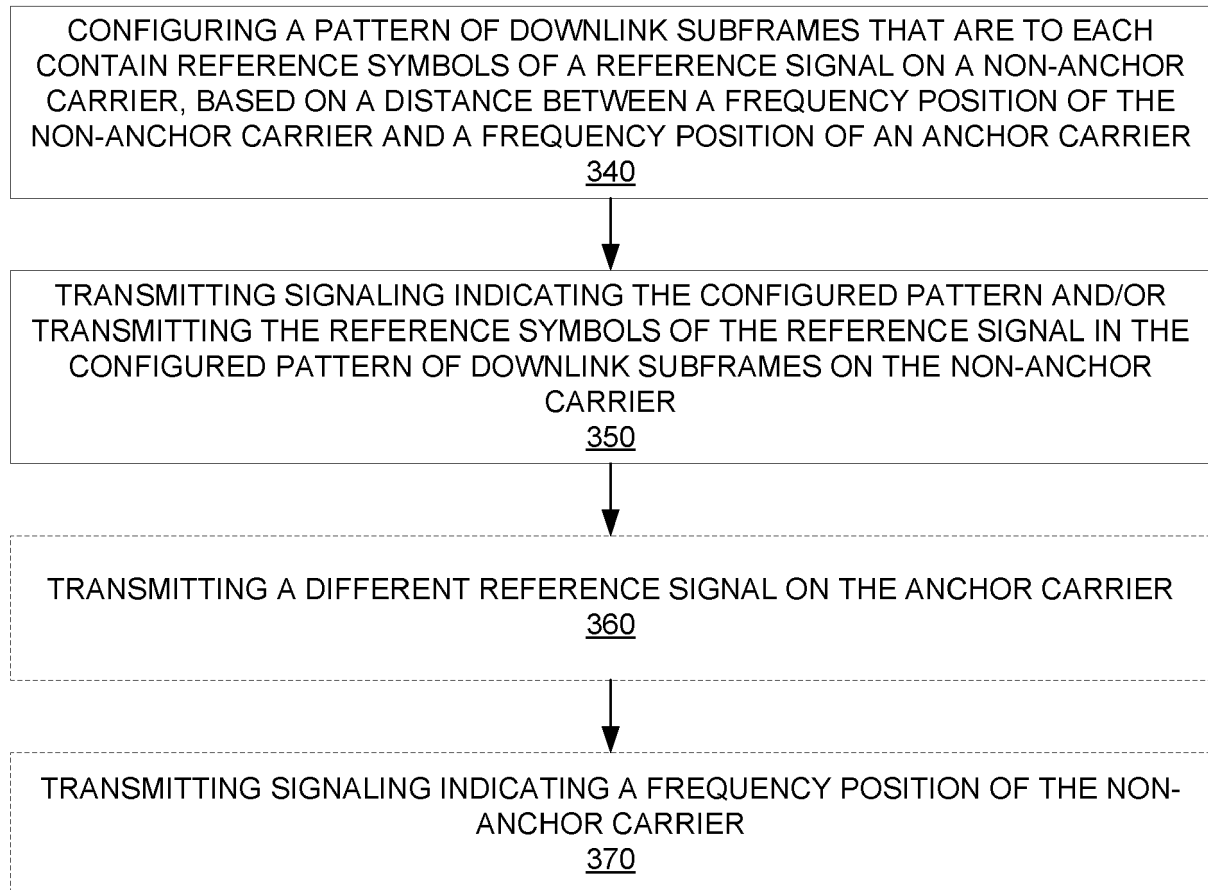 CONFIGURING A PATTERN OF DOWNLINK SUBFRAMES THAT ARE TO EACH
CONTAIN REFERENCE SYMBOLS OF A REFERENCE SIGNAL ON A NON-ANCHOR
CARRIER, BASED ON A DISTANCE BETWEEN A FREQUENCY POSITION OF THE
NON-ANCHOR CARRIER AND A FREQUENCY POSITION OF AN ANCHOR CARRIER
340
TRANSMITTING SIGNALING INDICATING THE CONFIGURED PATTERN AND/OR
TRANSMITTING THE REFERENCE SYMBOLS OF THE REFERENCE SIGNAL IN THE
CONFIGURED PATTERN OF DOWNLINK SUBFRAMES ON THE NON-ANCHOR
CARRIER
350
TRANSMITTING A DIFFERENT REFERENCE SIGNAL ON THE ANCHOR CARRIER
360
TRANSMITTING SIGNALING INDICATING A FREQUENCY POSITION OF THE NON-
ANCHOR CARRIER
370